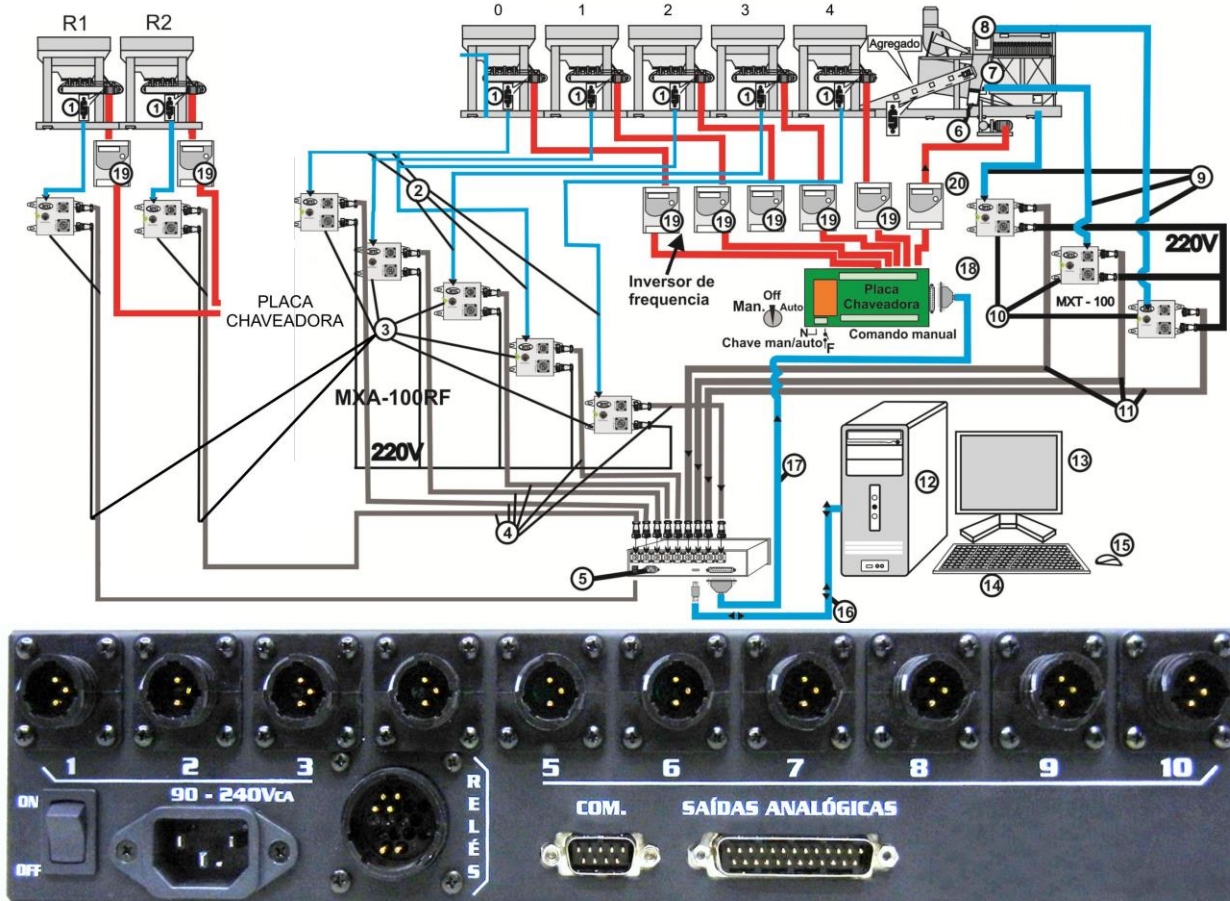 R1 R2
0 1 2 3 4
8
Agregado
7
1 1
1 1 1 1 1
6
19 19
2
20
9
19 19 19 19 19
220V
Inversor de
frequencia
18
Placa
Chaveadora
PLACA
CHAVEADORA
MXT - 100
10
Off
Man. Auto
3
N F
Chave man/auto
Comando manual
MXA-100RF
11
220V
17
12
13
4
15
5
14
16
1 2 3 5 6 7 8 9 10
ON
OFF
90 - 240VCA
RELÉS
COM.
SAÍDAS ANALÓGICAS